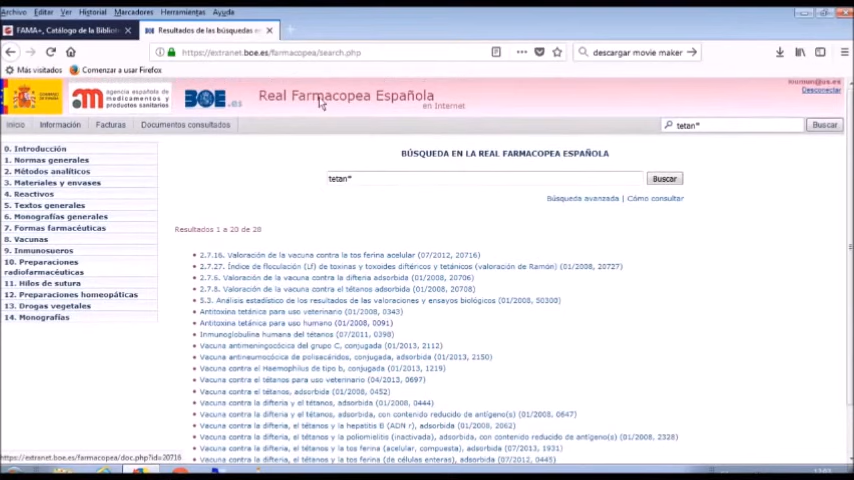 Archivo Editar Ver Historial Marcadores Herramientas Ayuda
FAMA+, Catálogo de la Bibliot
Resultados de las búsquedas e
https://extranet.boe.es/farmacopea/search.php
descargar movie maker
Más visitados Comenzar a usar Firefox
agencia española de
medicamentos y
productos sanitarios
BOE.es
Real Farmacopea Española
en Internet
Desconectar
Inicio Información Facturas Documentos consultados
tetan*
Buscar
0. Introducción
1. Normas generales
2. Métodos analíticos
3. Materiales y envases
4. Reactivos
5. Textos generales
6. Monografías generales
7. Formas farmacéuticas
8. Vacunas
9. Inmunosueros
10. Preparaciones
radiofarmacéuticas
11. Hilos de sutura
12. Preparaciones homeopáticas
13. Drogas vegetales
14. Monografías
BÚSQUEDA EN LA REAL FARMACOPEA ESPAÑOLA
tetan*
Buscar
Búsqueda avanzada | Cómo consultar
Resultados 1 a 20 de 28
2.7.16. Valoración de la vacuna contra la tos ferina acelular (07/2012, 20716)
2.7.27. Índice de floculación (Lf) de toxinas y toxoides diftéricos y tetánicos (valoración de Ramón) (01/2008, 20727)
2.7.6. Valoración de la vacuna contra la difteria adsorbida (01/2008, 20706)
2.7.8. Valoración de la vacuna contra el tétanos adsorbida (01/2008, 20708)
5.3. Análisis estadístico de los resultados de las valoraciones y ensayos biológicos (01/2008, 50300)
Antitoxina tetánica para uso veterinario (01/2008, 0343)
Antitoxina tetánica para uso humano (01/2008, 0091)
Inmunoglobulina humana del tétanos (07/2011, 0398)
Vacuna antimeningocócica del grupo C, conjugada (01/2013, 2112)
Vacuna antineumocócica de polisacáridos, conjugada, adsorbida (01/2013, 2150)
Vacuna contra el Haemophilus de tipo b, conjugada (01/2013, 1219)
Vacuna contra el tétanos para uso veterinario (04/2013, 0697)
Vacuna contra el tétanos, adsorbida (01/2008, 0452)
Vacuna contra la difteria y el tétanos, adsorbida (01/2008, 0444)
Vacuna contra la difteria y el tétanos, adsorbida, con contenido reducido de antígeno(s) (01/2008, 0647)
Vacuna contra la difteria, el tétanos y la hepatitis B (ADN r), adsorbida (01/2008, 2062)
Vacuna contra la difteria, el tétanos y la poliomielitis (inactivada), adsorbida, con contenido reducido de antígeno(s) (01/2008, 2328)
Vacuna contra la difteria, el tétanos y la tos ferina (acelular, compuesta), adsorbida (07/2013, 1931)
Vacuna contra la difteria, el tétanos y la tos ferina (de células enteras), adsorbida (07/2012, 0445)
https://extranet.boe.es/farmacopea/doc.php?id=20716